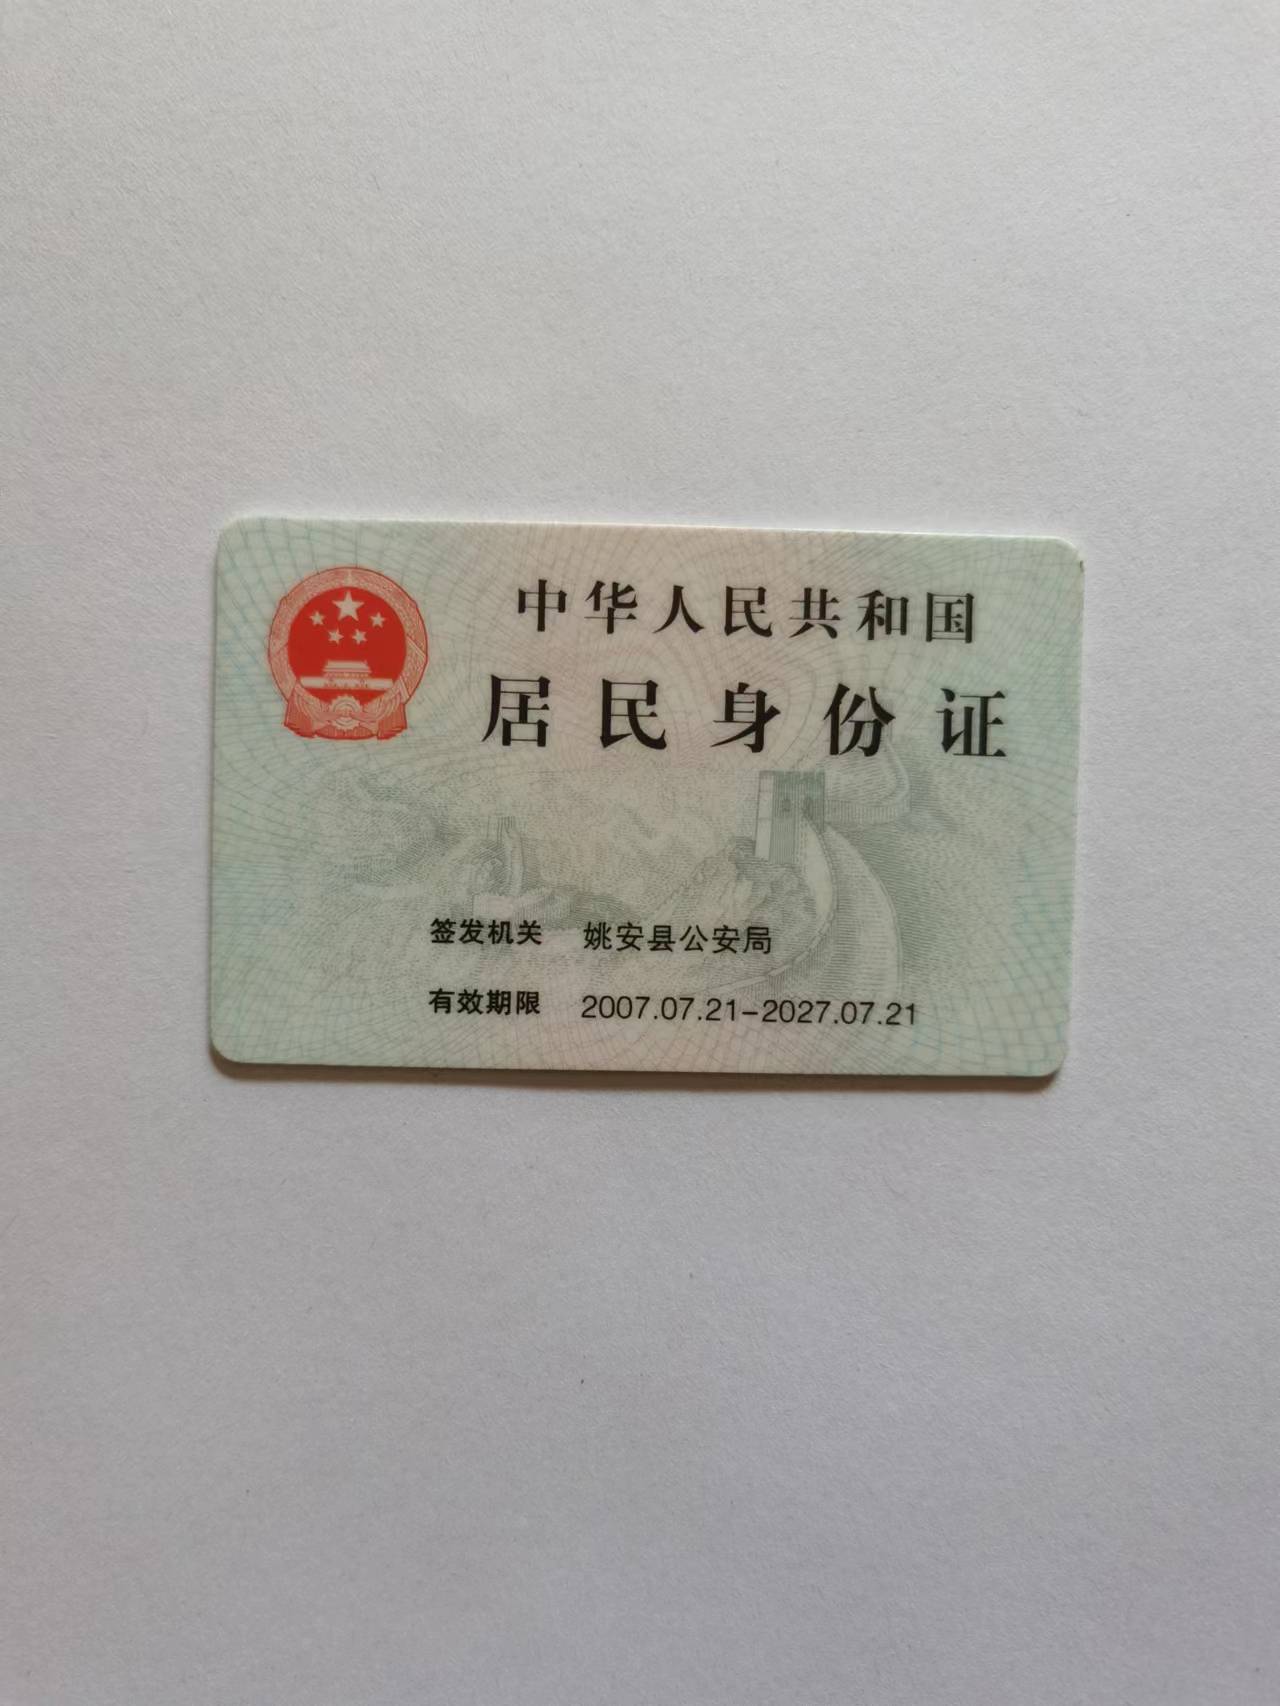 中华人民共和国
居民身份证
签发机关 姚安县公安局
有效期限 2007.07.21-2027.07.21